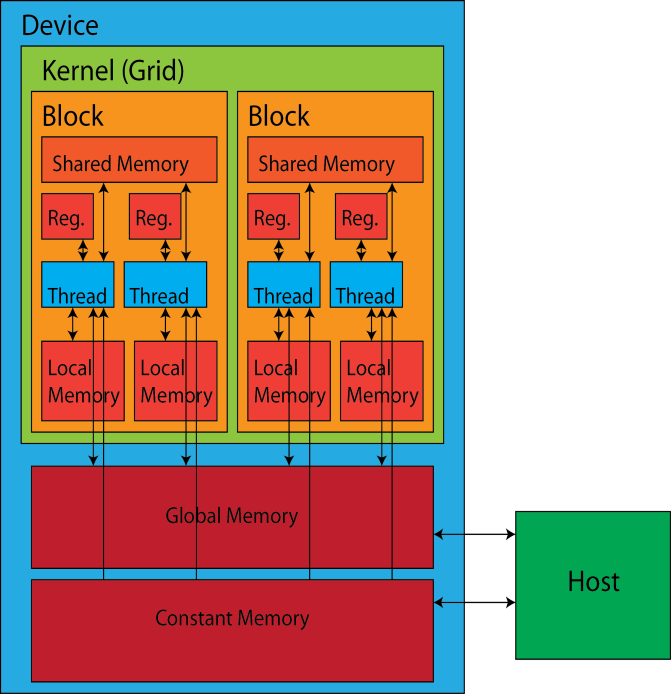 Device
Kernel (Grid)
Block
Block
Shared Memory
Shared Memory
Reg.
Reg.
Reg.
Reg.
Thread
Thread
Thread
Thread
Local
Memory
Local
Memory
Local
Memory
Local
Memory
Global Memory
Host
Constant Memory